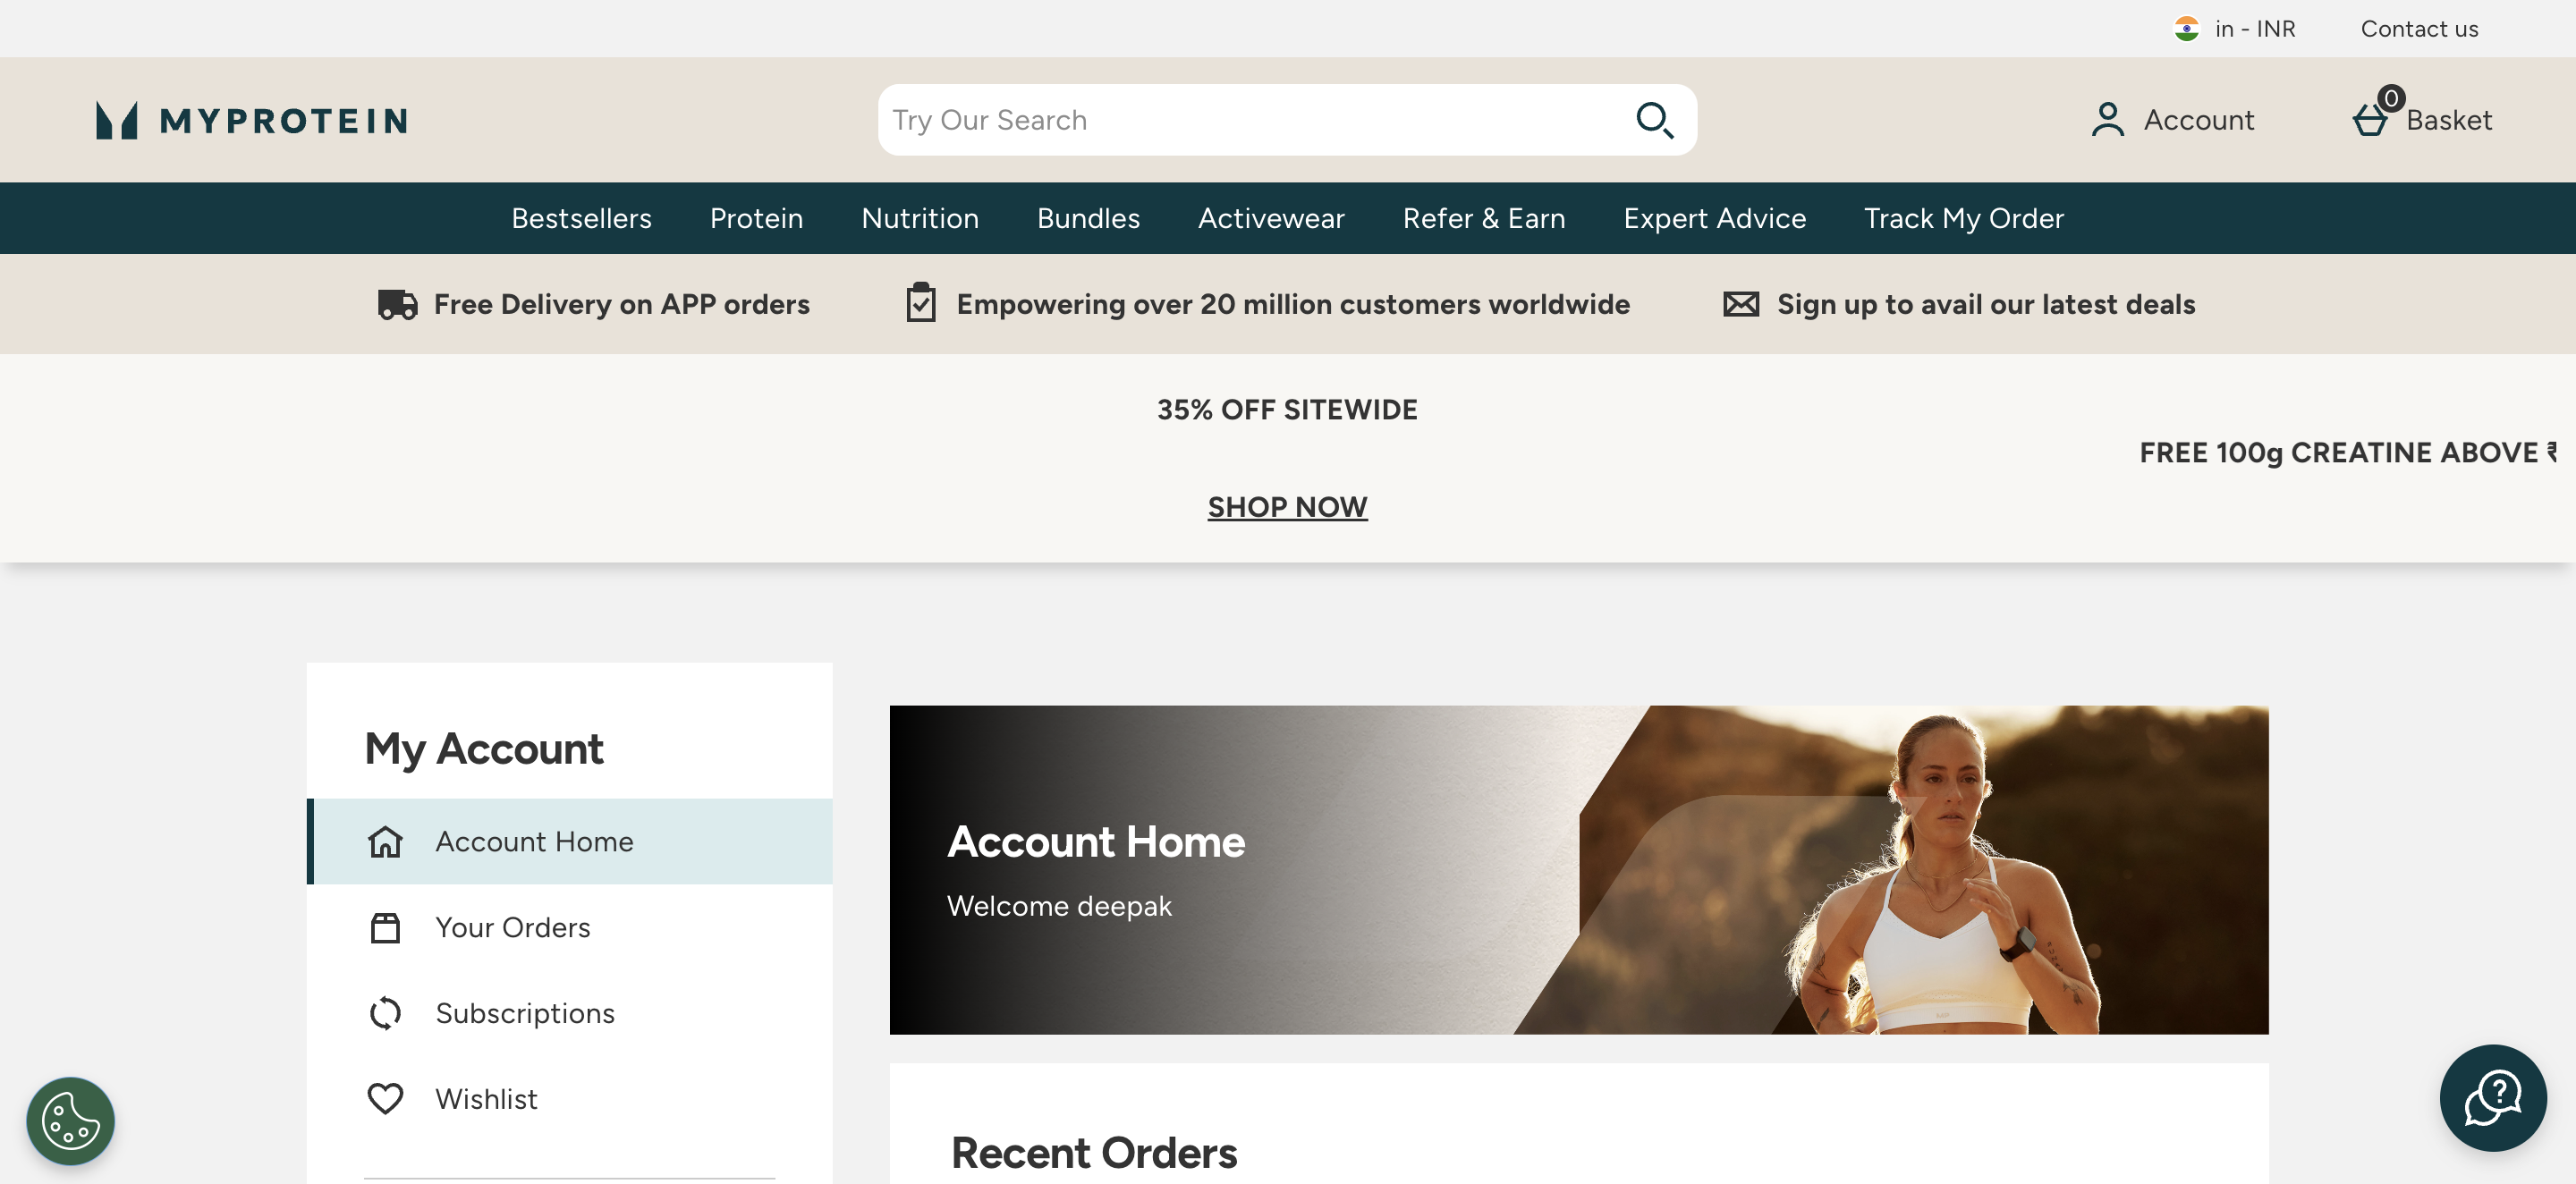 in - INR
Contact us
MYPROTEIN
Try Our Search
Account
0
Basket
Bestsellers
Protein
Nutrition
Bundles
Activewear
Refer & Earn
Expert Advice
Track My Order
Free Delivery on APP orders
Empowering over 20 million customers worldwide
Sign up to avail our latest deals
35% OFF SITEWIDE
SHOP NOW
FREE 100g CREATINE ABOVE ₹
My Account
Account Home
Your Orders
Subscriptions
Wishlist
Account Home
Welcome deepak
Recent Orders